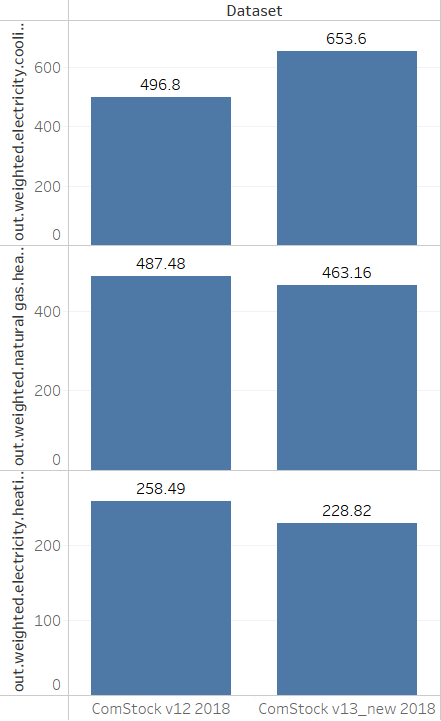 Dataset
out.weighted.electricity.cooli..
600
400
200
0
496.8
653.6
out.weighted.natural gas.hea..
400
200
0
487.48
463.16
out.weighted.electricity.heati..
200
100
0
258.49
228.82
ComStock v12 2018
ComStock v13_new 2018